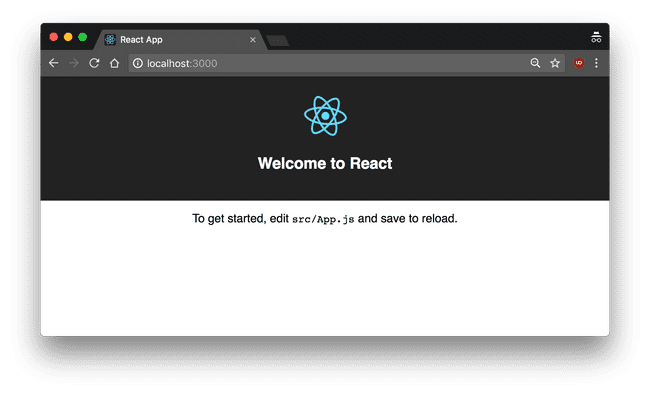 React App
localhost:3000
Welcome to React
To get started, edit src/App.js and save to reload.